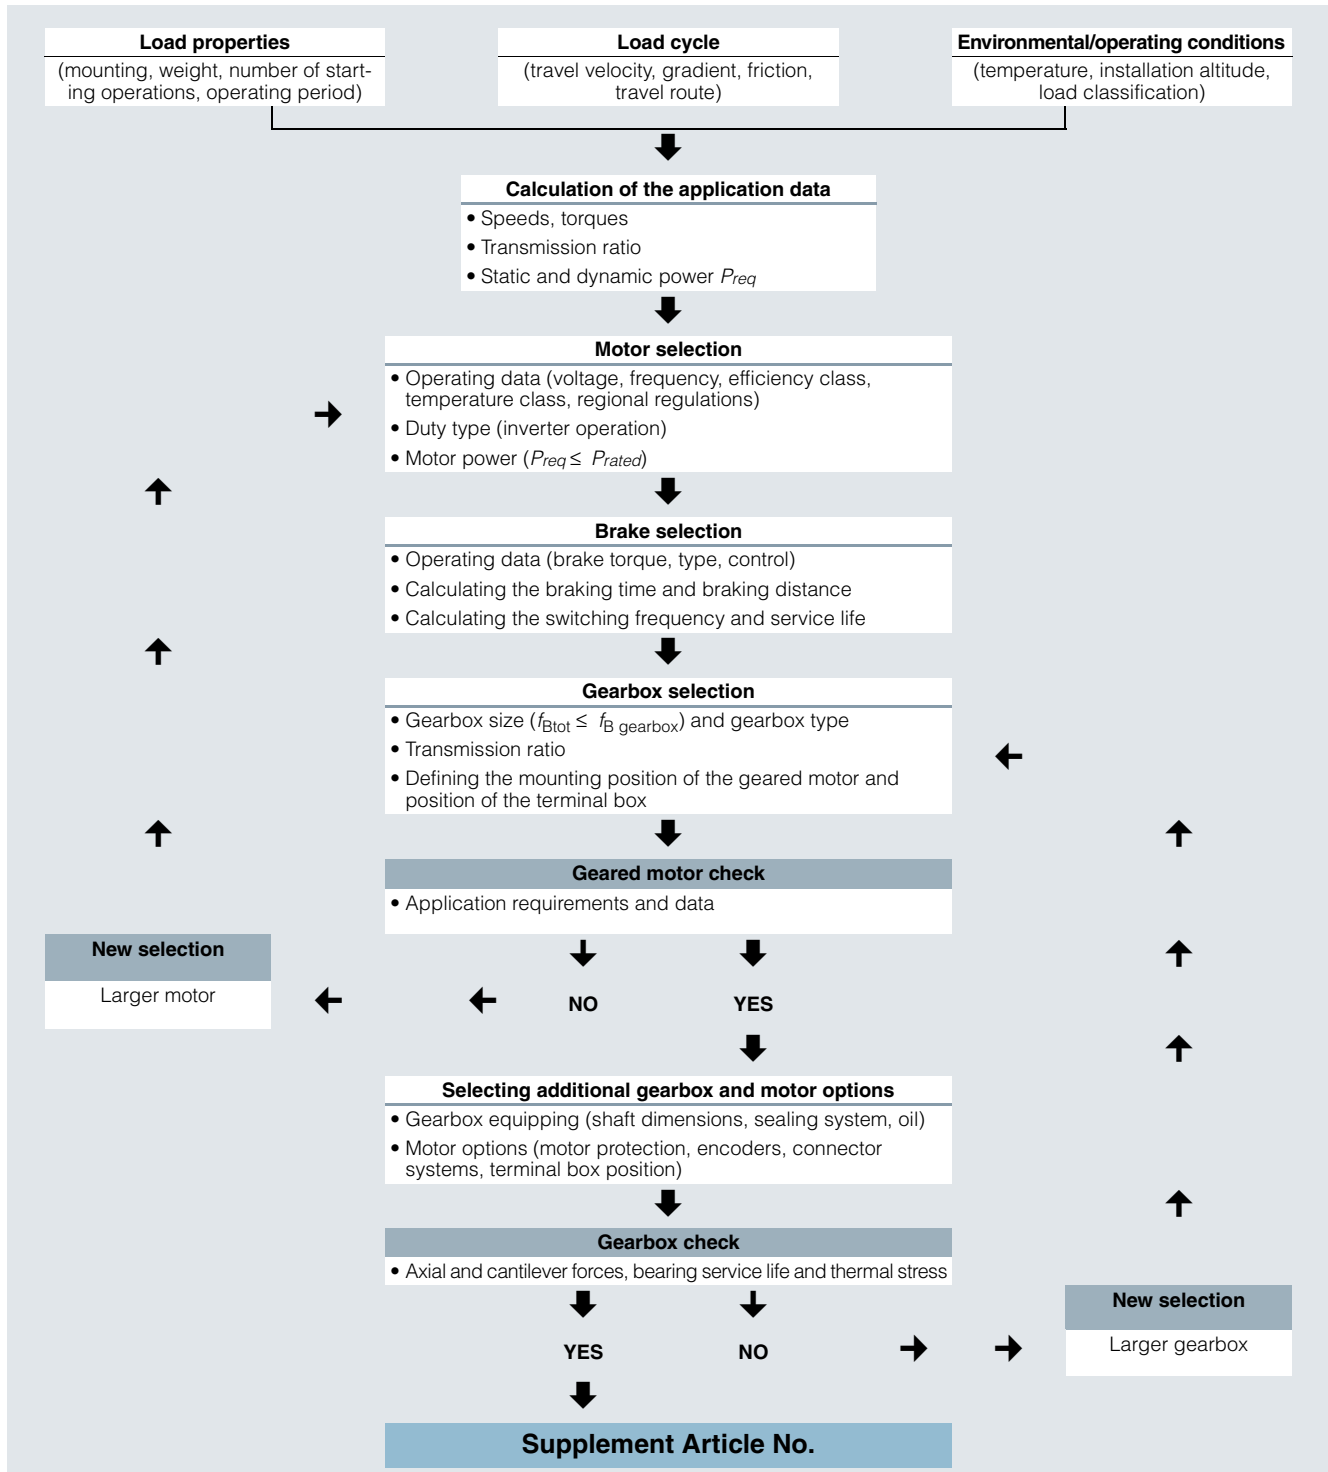 Load properties
(mounting, weight, number of start-
ing operations, operating period)
Load cycle
(travel velocity, gradient, friction,
travel route)
Environmental/operating conditions
(temperature, installation altitude,
load classification)
Calculation of the application data
• Speeds, torques
• Transmission ratio
• Static and dynamic power Preq
Motor selection
• Operating data (voltage, frequency, efficiency class,
temperature class, regional regulations)
• Duty type (inverter operation)
• Motor power (Preq ≤ Prated)
Brake selection
• Operating data (brake torque, type, control)
• Calculating the braking time and braking distance
• Calculating the switching frequency and service life
Gearbox selection
• Gearbox size (fBtot ≤ fB gearbox) and gearbox type
• Transmission ratio
• Defining the mounting position of the geared motor and
position of the terminal box
Geared motor check
• Application requirements and data
New selection
Larger motor
NO
YES
Selecting additional gearbox and motor options
• Gearbox equipping (shaft dimensions, sealing system, oil)
• Motor options (motor protection, encoders, connector
systems, terminal box position)
Gearbox check
• Axial and cantilever forces, bearing service life and thermal stress
YES
NO
New selection
Larger gearbox
Supplement Article No.